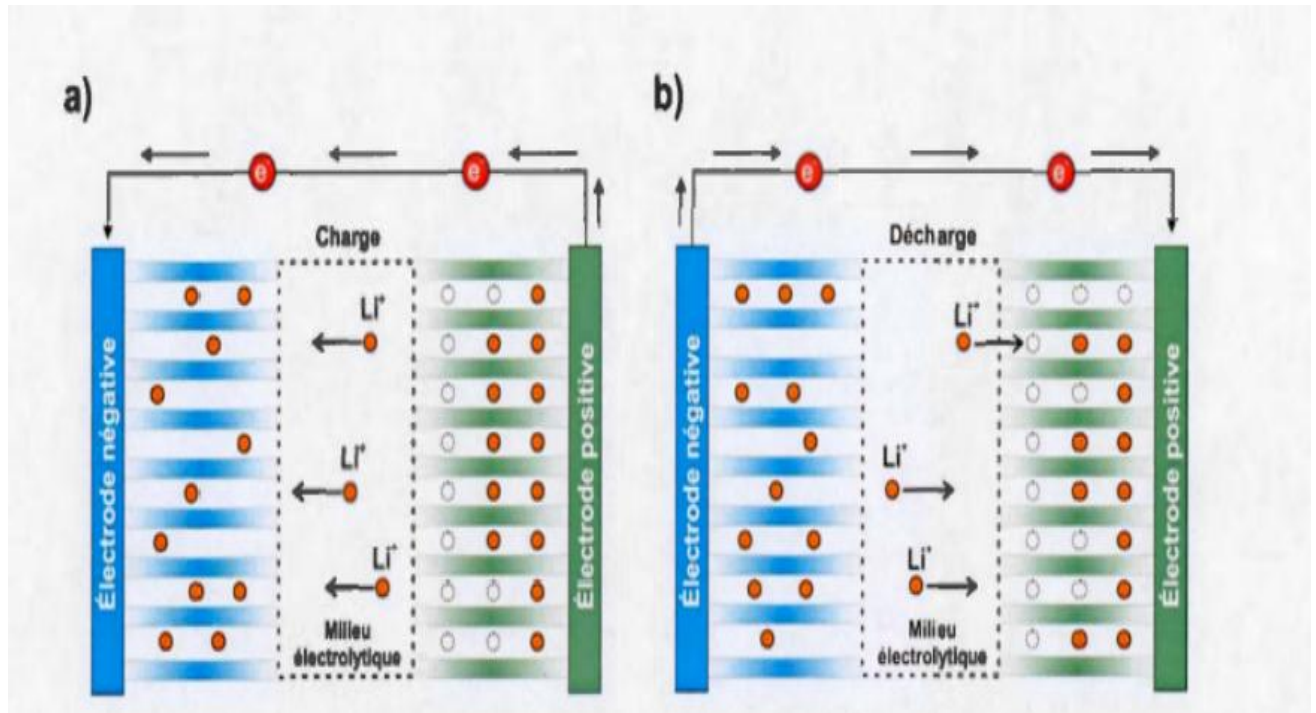 a)
e
e
Charge
Li⁺
Li⁺
Li⁺
Milieu
électrolytique
Électrode négative
Électrode positive
b)
e
e
Décharge
Li⁺
Li⁺
Li⁺
Milieu
électrolytique
Électrode négative
Électrode positive